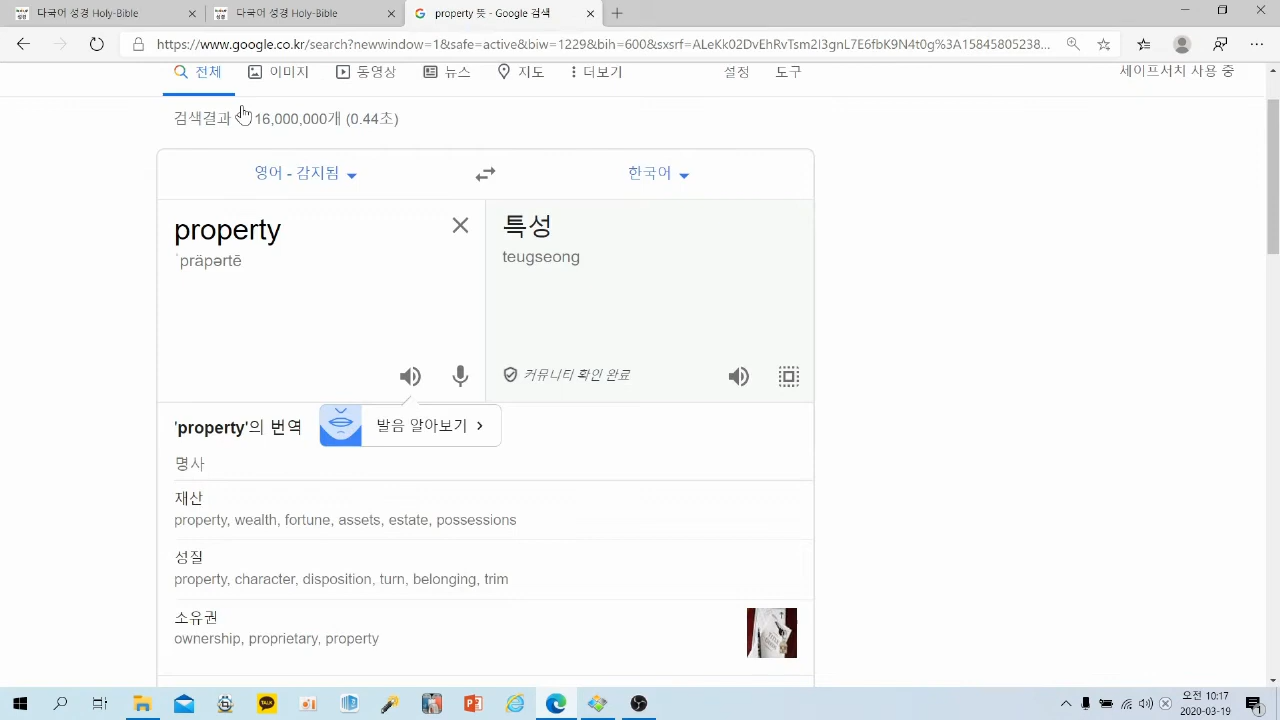 다국어 성경 Holy-Bible
다국어 성경 Holy-Bible
property 뜻 - Google 검색
https://www.google.co.kr/search?newwindow=1&safe=active&biw=1229&bih=600&sxsrf=ALeKk02DvEhRvTsm2I3gnL7E6fbK9N4t0g%3A15845805238...
전체
이미지
동영상
뉴스
지도
더보기
설정
도구
세이프서치 사용 중
검색결과 16,000,000개 (0.44초)
영어 - 감지됨
한국어
property
ˈpräpərtē
특성
teugseong
커뮤니티 확인 완료
'property'의 번역
발음 알아보기
명사
재산
property, wealth, fortune, assets, estate, possessions
성질
property, character, disposition, turn, belonging, trim
소유권
ownership, proprietary, property
TALK
오전 10:17
2020-03-19
1